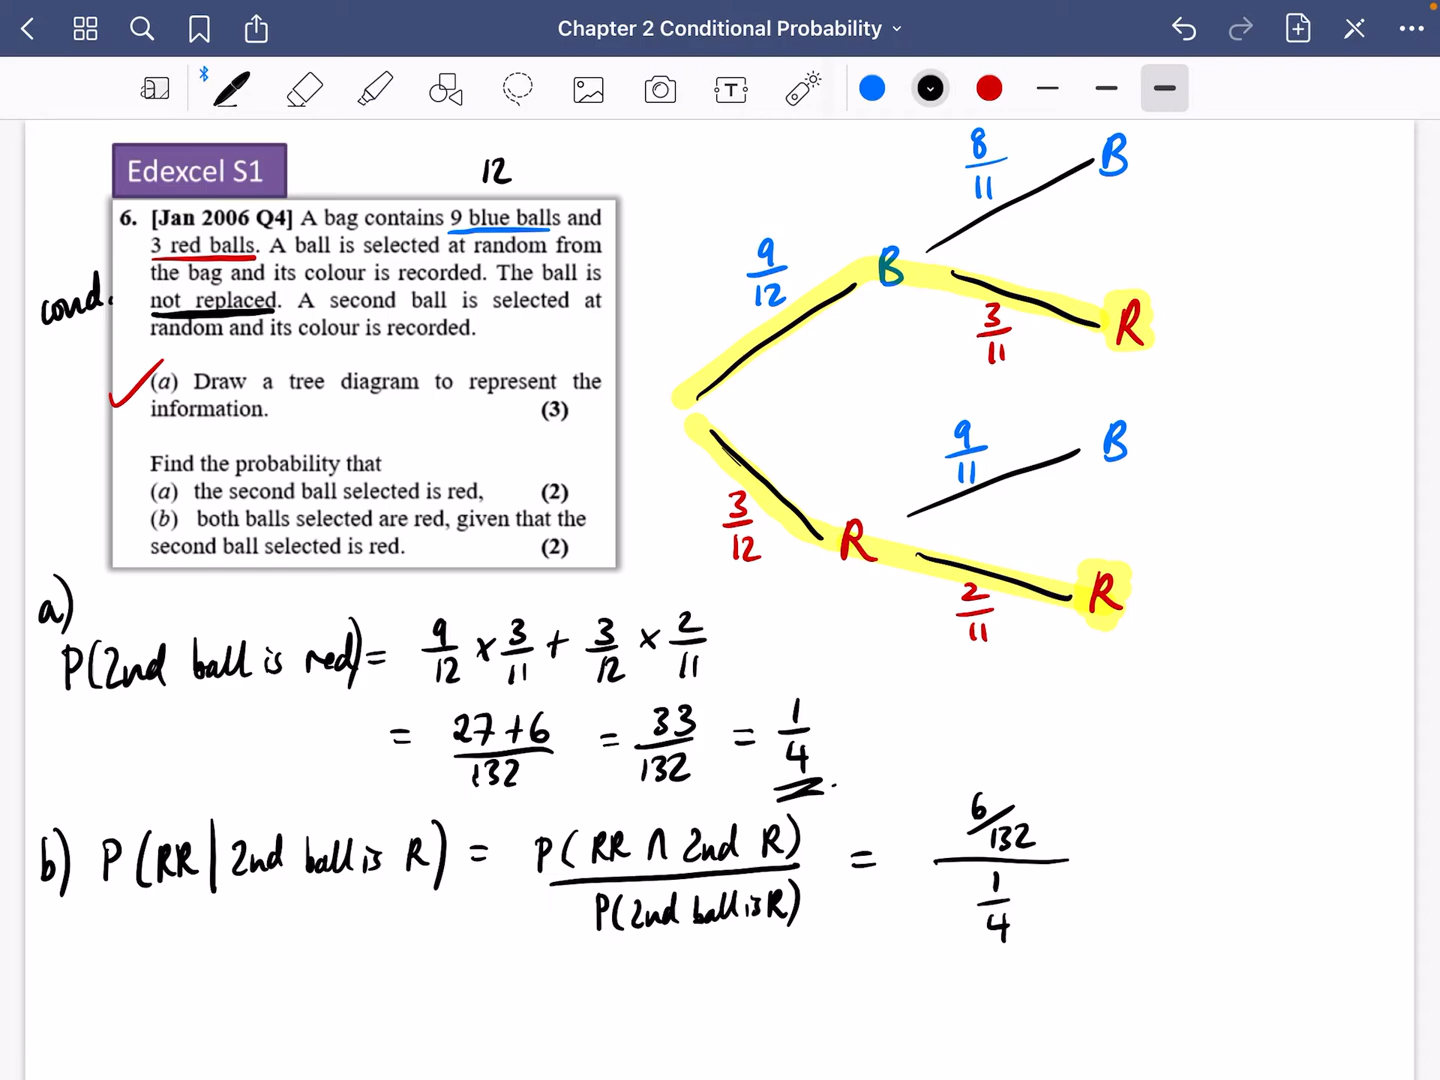 Chapter 2 Conditional Probability
T
Edexcel S1
12
6. [Jan 2006 Q4] A bag contains 9 blue balls and
3 red balls. A ball is selected at random from
the bag and its colour is recorded. The ball is
not replaced. A second ball is selected at
random and its colour is recorded.
cond.
(a) Draw a tree diagram to represent the
information. (3)
Find the probability that
(a) the second ball selected is red, (2)
(b) both balls selected are red, given that the
second ball selected is red. (2)
8/11 B
9/12 B
3/11 R
9/11 B
3/12 R
2/11 R
a)
P(2nd ball is red) = 9/12 × 3/11 + 3/12 × 2/11
= 27+6/132 = 33/132 = 1/4
b) P(RR | 2nd ball is R) = P(RR ∩ 2nd R)/P(2nd ball is R) = 6/132 / 1/4